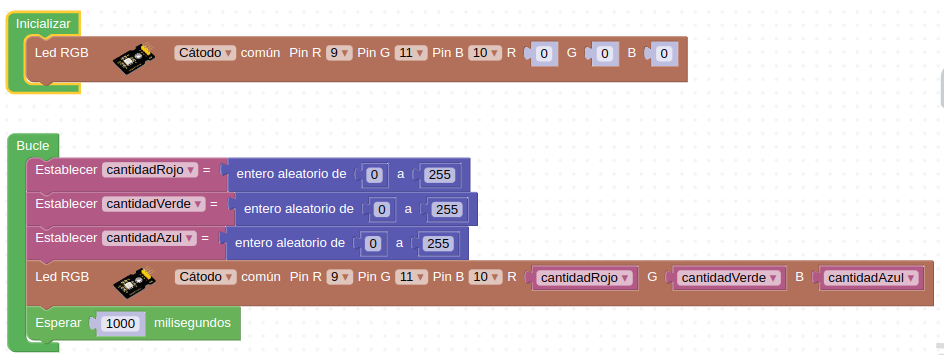 Inicializar
Led RGB Cátodo común Pin R 9 Pin G 11 Pin B 10 R 0 G 0 B 0
Bucle
Establecer cantidadRojo = entero aleatorio de 0 a 255
Establecer cantidadVerde = entero aleatorio de 0 a 255
Establecer cantidadAzul = entero aleatorio de 0 a 255
Led RGB Cátodo común Pin R 9 Pin G 11 Pin B 10 R cantidadRojo G cantidadVerde B cantidadAzul
Esperar 1000 milisegundos